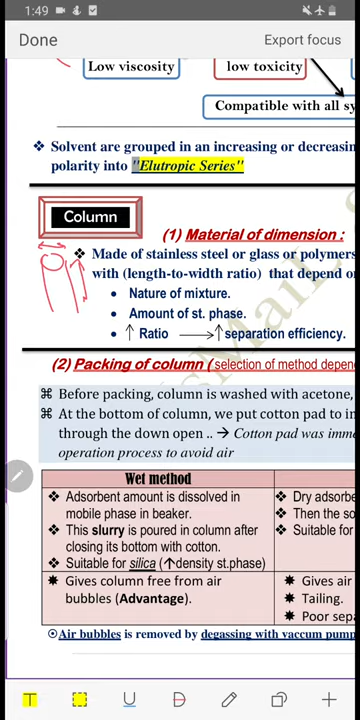 1:49
Done
Export focus
Low viscosity
low toxicity
Compatible with all sy
❖ Solvent are grouped in an increasing or decreasin
polarity into "Elutropic Series"
Column
(1) Material of dimension :
❖ Made of stainless steel or glass or polymers
with (length-to-width ratio) that depend o
• Nature of mixture.
• Amount of st. phase.
• ↑ Ratio ⟶ ↑ separation efficiency.
(2) Packing of column ( selection of method depend
⌘ Before packing, column is washed with acetone,
⌘ At the bottom of column, we put cotton pad to in
through the down open .. → Cotton pad was imme
operation process to avoid air
Wet method
❖ Adsorbent amount is dissolved in
mobile phase in beaker.
❖ This slurry is poured in column after
closing its bottom with cotton.
❖ Suitable for silica (↑density st.phase)
❖ Dry adsorbe
❖ Then the so
❖ Suitable for
✷ Gives column free from air
bubbles (Advantage).
✷ Gives air
✷ Tailing.
✷ Poor sepa
⊙Air bubbles is removed by degassing with vaccum pump